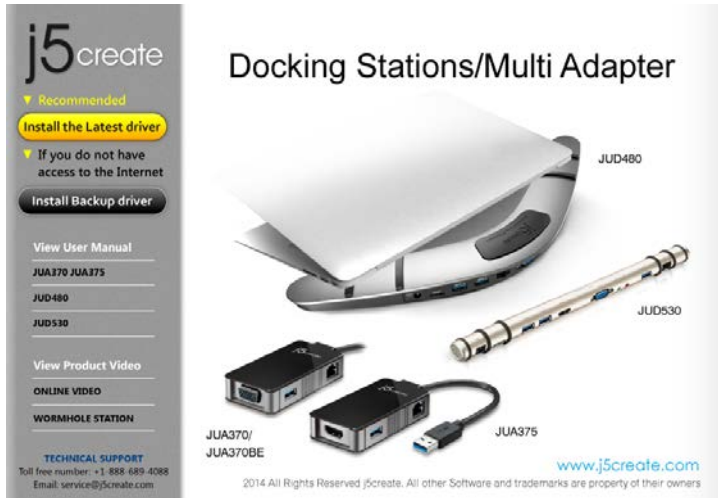 j5create
▼ Recommended
Install the Latest driver
▼ If you do not have
access to the Internet
Install Backup driver
View User Manual
JUA370 JUA375
JUD480
JUD530
View Product Video
ONLINE VIDEO
WORMHOLE STATION
TECHNICAL SUPPORT
Toll free number: +1-888-689-4088
Email: service@j5create.com
Docking Stations/Multi Adapter
JUD480
JUD530
j5create
j5create
JUA370/
JUA370BE
JUA375
www.j5create.com
2014 All Rights Reserved j5create. All other Software and trademarks are property of their owners